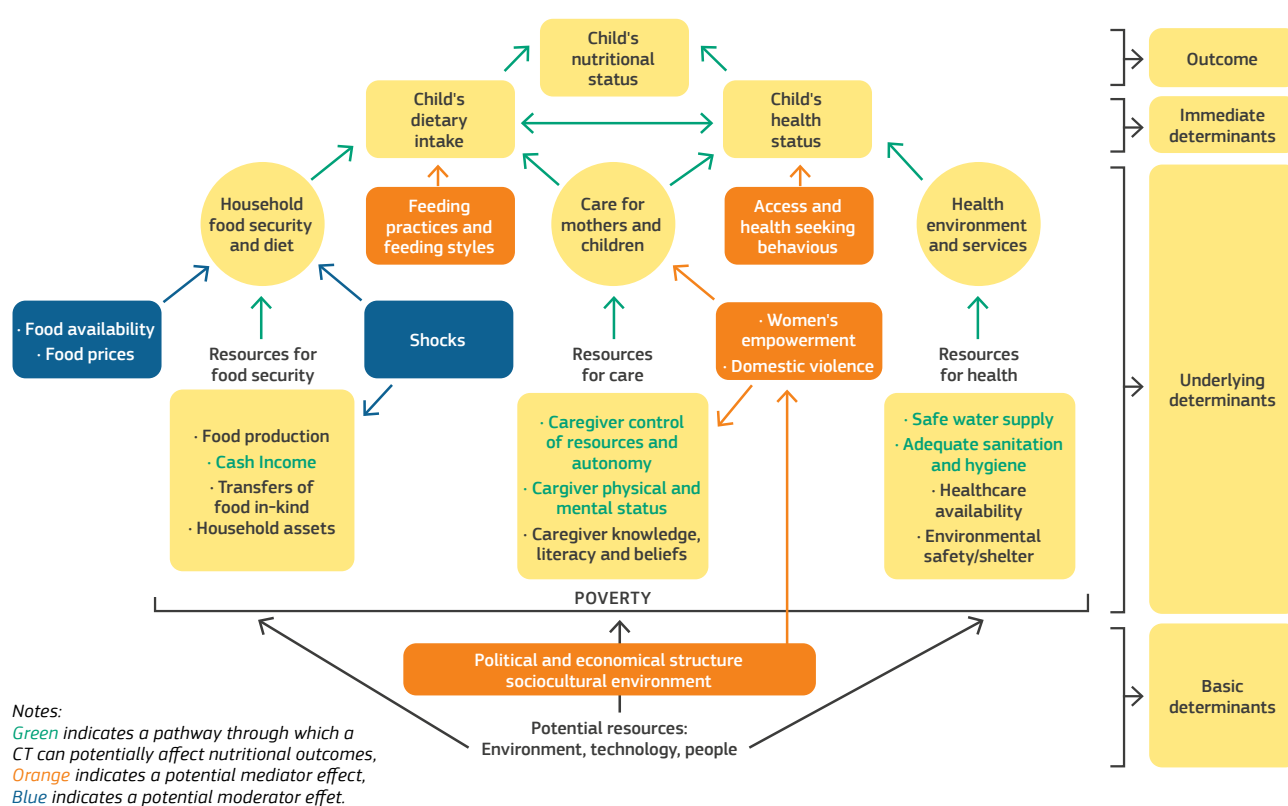 Child's
nutritional
status
Outcome
Child's
dietary
intake
Child's
health
status
Immediate
determinants
Household
food security
and diet
Feeding
practices and
feeding styles
Care for
mothers and
children
Access and
health seeking
behavious
Health
environment
and services
· Food availability
· Food prices
Shocks
· Women's
empowerment
· Domestic violence
Resources for
food security
Resources
for care
Resources
for health
Underlying
determinants
· Food production
· Cash Income
· Transfers of
food in-kind
· Household assets
· Caregiver control
of resources and
autonomy
· Cargiver physical and
mental status
· Caregiver knowledge,
literacy and beliefs
· Safe water supply
· Adequate sanitation
and hygiene
· Healthcare
availability
· Environmental
safety/shelter
POVERTY
Political and economical structure
sociocultural environment
Potential resources:
Environment, technology, people
Basic
determinants
Notes:
Green indicates a pathway through which a
CT can potentially affect nutritional outcomes,
Orange indicates a potential mediator effect,
Blue indicates a potential moderator effet.